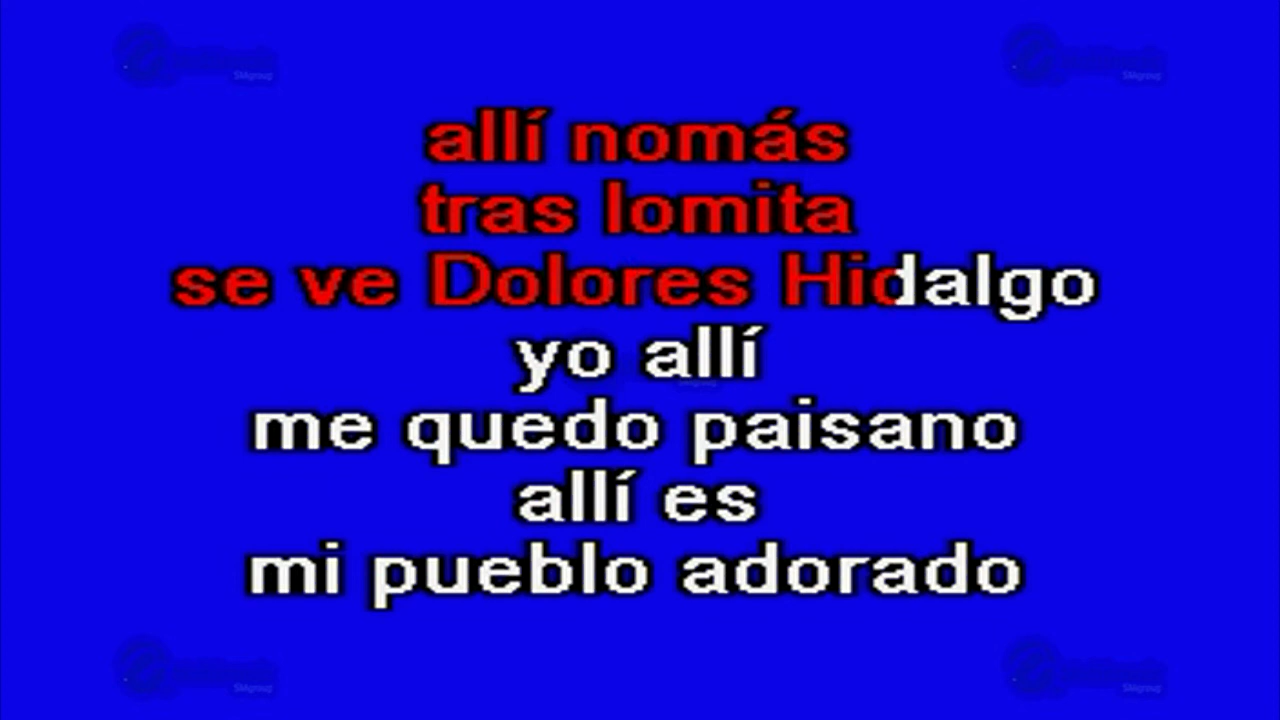 allí nomás
tras lomita
se ve Dolores Hidalgo
yo allí
me quedo paisano
allí es
mi pueblo adorado